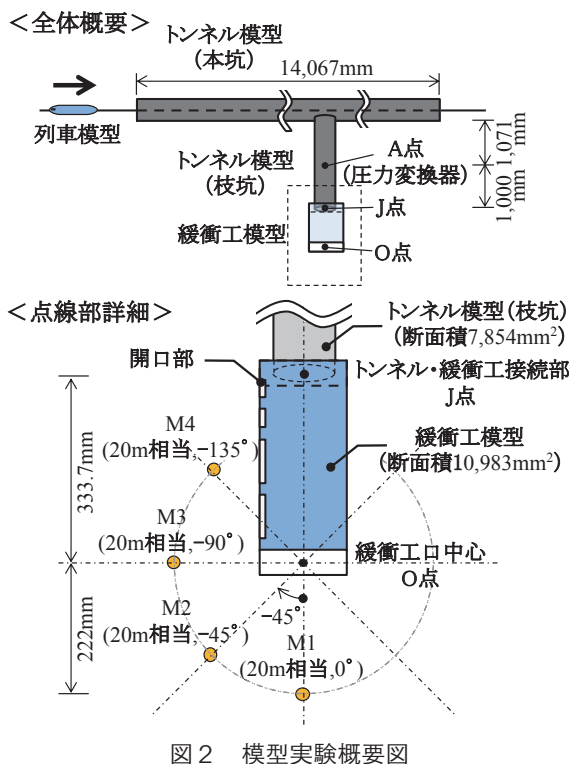 ＜全体概要＞
トンネル模型
（本坑）
14,067mm
列車模型
トンネル模型
（枝坑）
A点
（圧力変換器）
1,071
mm
1,000
mm
J点
緩衝工模型
O点
＜点線部詳細＞
トンネル模型（枝坑）
（断面積7,854mm²）
開口部
トンネル・緩衝工接続部
J点
M4
（20m相当,−135°）
緩衝工模型
（断面積10,983mm²）
333.7mm
M3
（20m相当,−90°）
緩衝工口中心
O点
M2
（20m相当,−45°）
−45°
M1
（20m相当,0°）
222mm
図２　模型実験概要図